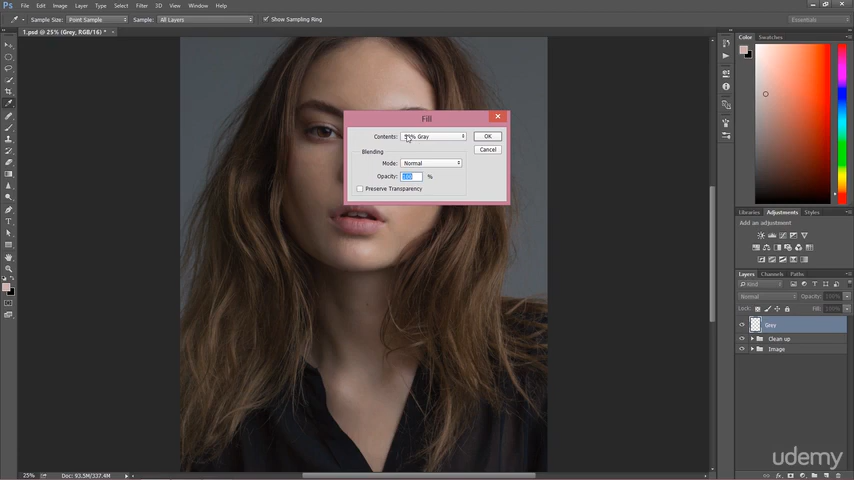 Ps File Edit Image Layer Type Select Filter 3D View Window Help
Sample Size: Point Sample Sample: All Layers Show Sampling Ring Essentials
1.psd @ 25% (Grey, RGB/16) *
Color Swatches
Fill
Contents: Gray OK
Blending Cancel
Mode: Normal
Opacity: 100 %
Preserve Transparency
Libraries Adjustments Styles
Add an adjustment
Layers Channels Paths
Kind
Normal Opacity: 100%
Lock: Fill: 100%
Grey
Clean up
Image
25% Doc: 93.5M/337.4M
udemy